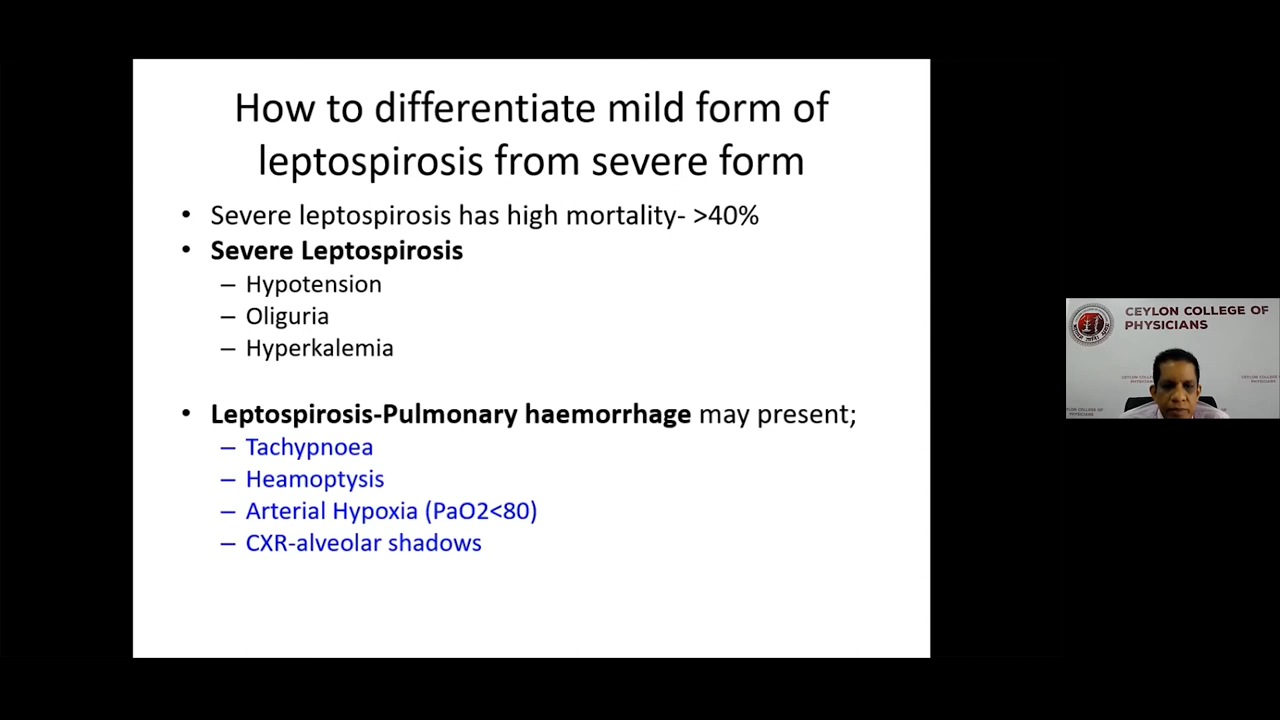 How to differentiate mild form of
leptospirosis from severe form
• Severe leptospirosis has high mortality- >40%
• Severe Leptospirosis
– Hypotension
– Oliguria
– Hyperkalemia
• Leptospirosis-Pulmonary haemorrhage may present;
– Tachypnoea
– Heamoptysis
– Arterial Hypoxia (PaO2<80)
– CXR-alveolar shadows
CEYLON COLLEGE OF
PHYSICIANS